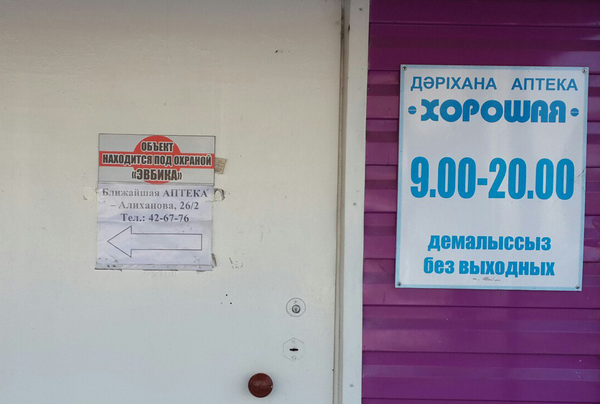 ОБЪЕКТ
НАХОДИТСЯ ПОД ОХРАНОЙ
«ЭВБИКА»
Ближайшая АПТЕКА
– Алиханова, 26/2
Тел.: 42-67-76
ДӘРІХАНА АПТЕКА
•ХОРОШАЯ•
9.00-20.00
демалыссыз
без выходных